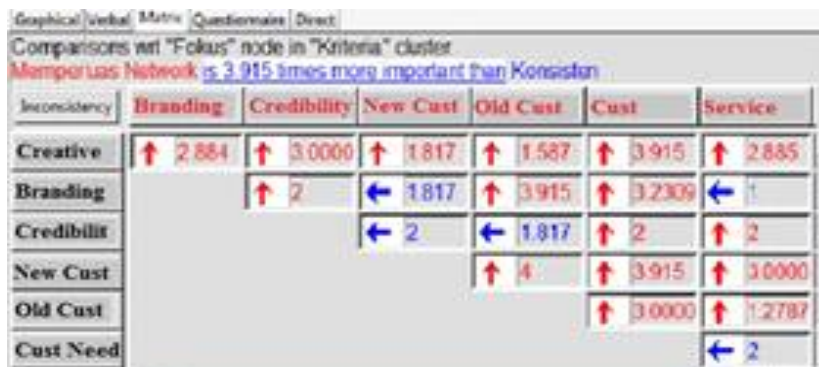 Graphical Verbal Matrix Questionnaire Direct
Comparisons wrt "Fokus" node in "Kriteria" cluster
Memperluas Network is 3.915 times more important than Konsisten
Inconsistency Branding Credibility New Cust Old Cust Cust Service
Creative 2.884 3.0000 1.817 1.587 3.915 2.885
Branding 2 1.817 3.915 3.2309 1
Credibilit 2 1.817 2 2
New Cust 4 3.915 3.0000
Old Cust 3.0000 1.2787
Cust Need 2